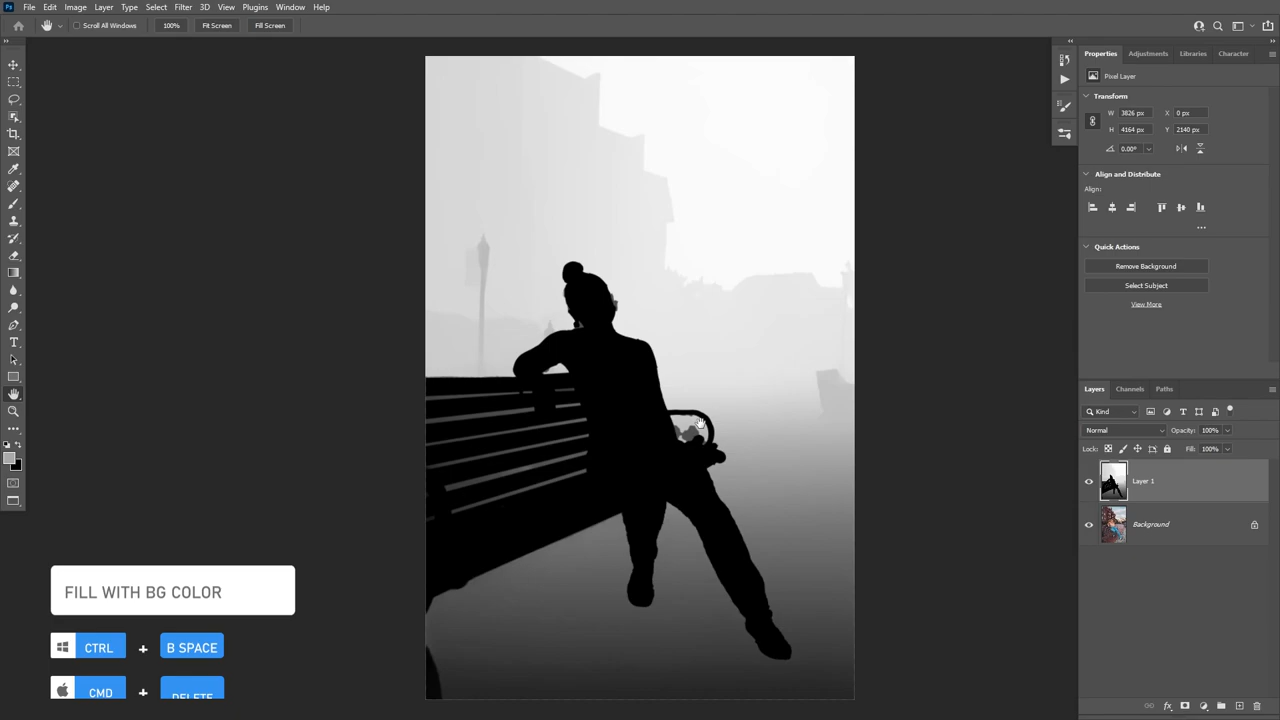 Ps File Edit Image Layer Type Select Filter 3D View Plugins Window Help
Scroll All Windows 100% Fit Screen Fill Screen
Properties Adjustments Libraries Character
Pixel Layer
Transform
W 3826 px X 0 px
H 4164 px Y 2140 px
0.00°
Align and Distribute
Align:
Quick Actions
Remove Background
Select Subject
View More
Layers Channels Paths
Kind
Normal Opacity: 100%
Lock: Fill: 100%
Layer 1
Background
FILL WITH BG COLOR
CTRL + B SPACE
CMD + DELETE